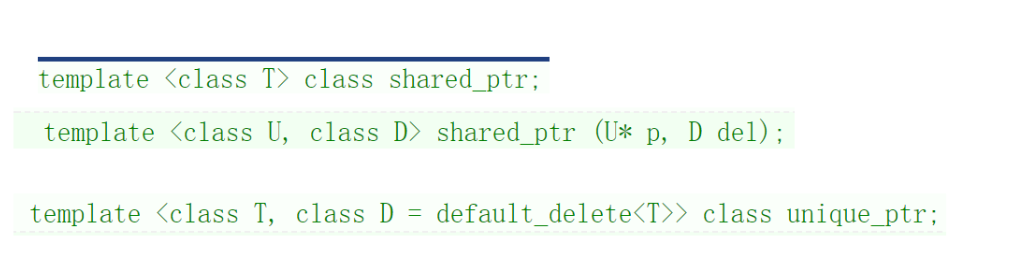 template <class T> class shared_ptr;
template <class U, class D> shared_ptr (U* p, D del);
template <class T, class D = default_delete<T>> class unique_ptr;